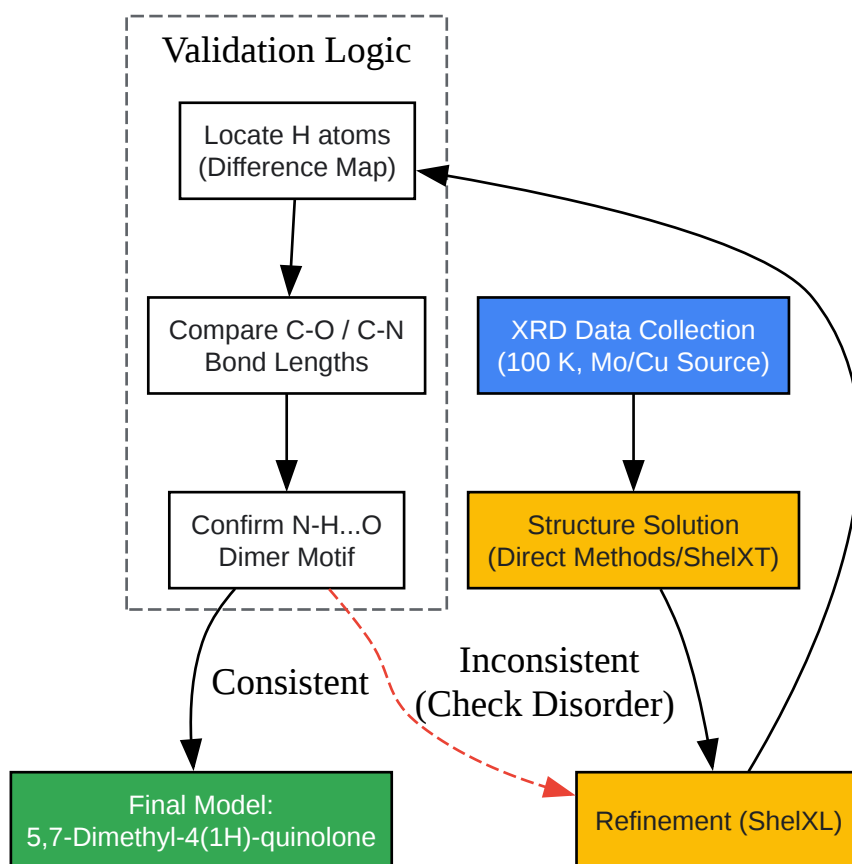 Validation Logic
Locate H atoms
(Difference Map)
Compare C-O / C-N
Bond Lengths
XRD Data Collection
(100 K, Mo/Cu Source)
Confirm N-H...O
Dimer Motif
Structure Solution
(Direct Methods/ShelXT)
Consistent
Inconsistent
(Check Disorder)
Final Model:
5,7-Dimethyl-4(1H)-quinolone
Refinement (ShelXL)